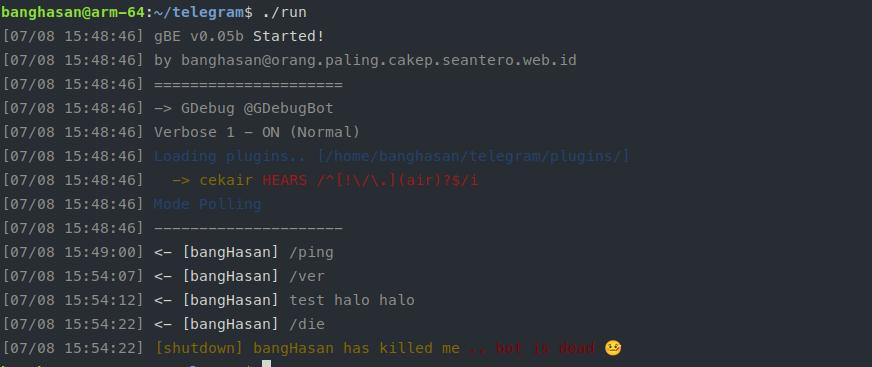 banghasan@arm-64:~/telegram$ ./run
[07/08 15:48:46] gBE v0.05b Started!
[07/08 15:48:46] by banghasan@orang.paling.cakep.seantero.web.id
[07/08 15:48:46] =====================
[07/08 15:48:46] -> GDebug @GDebugBot
[07/08 15:48:46] Verbose 1 - ON (Normal)
[07/08 15:48:46] Loading plugins.. [/home/banghasan/telegram/plugins/]
[07/08 15:48:46]   -> cekair HEARS /^[!\/\.](air)?$/i
[07/08 15:48:46] Mode Polling
[07/08 15:48:46] ---------------------
[07/08 15:49:00] <- [bangHasan] /ping
[07/08 15:54:07] <- [bangHasan] /ver
[07/08 15:54:12] <- [bangHasan] test halo halo
[07/08 15:54:22] <- [bangHasan] /die
[07/08 15:54:22] [shutdown] bangHasan has killed me .. bot is dead 🤒